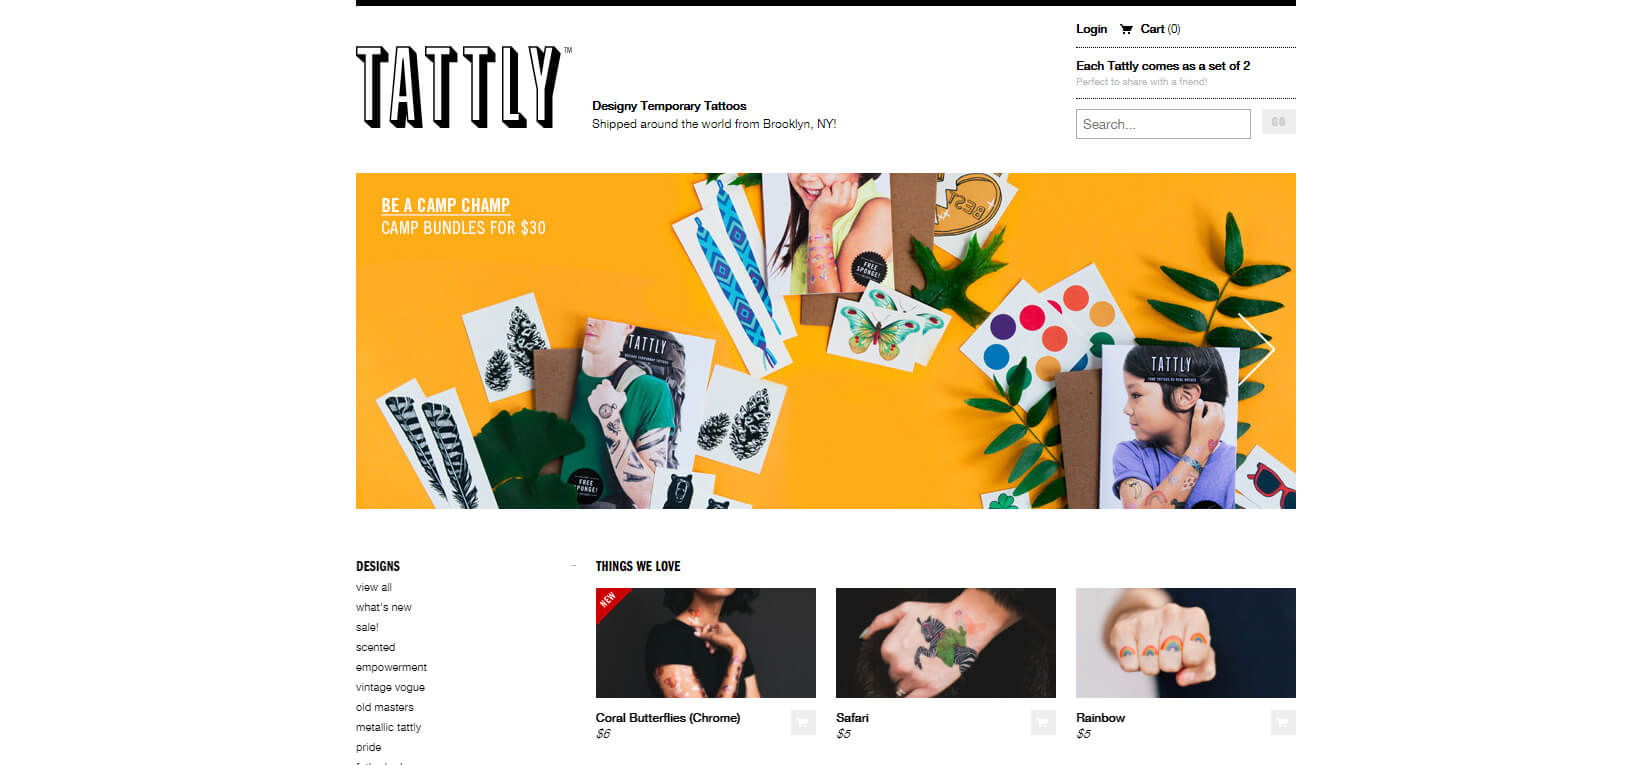 TATTLY™
Designy Temporary Tattoos
Shipped around the world from Brooklyn, NY!
Login
Cart (0)
Each Tattly comes as a set of 2
Perfect to share with a friend!
Search...
GO
BE A CAMP CHAMP
CAMP BUNDLES FOR $30
BEST
FREE
SPONGE!
TATTLY
FREE
SPONGE!
TATTLY
DESIGNS
view all
what's new
sale!
scented
empowerment
vintage vogue
old masters
metallic tattly
pride
THINGS WE LOVE
NEW
Coral Butterflies (Chrome)
$6
Safari
$5
Rainbow
$5